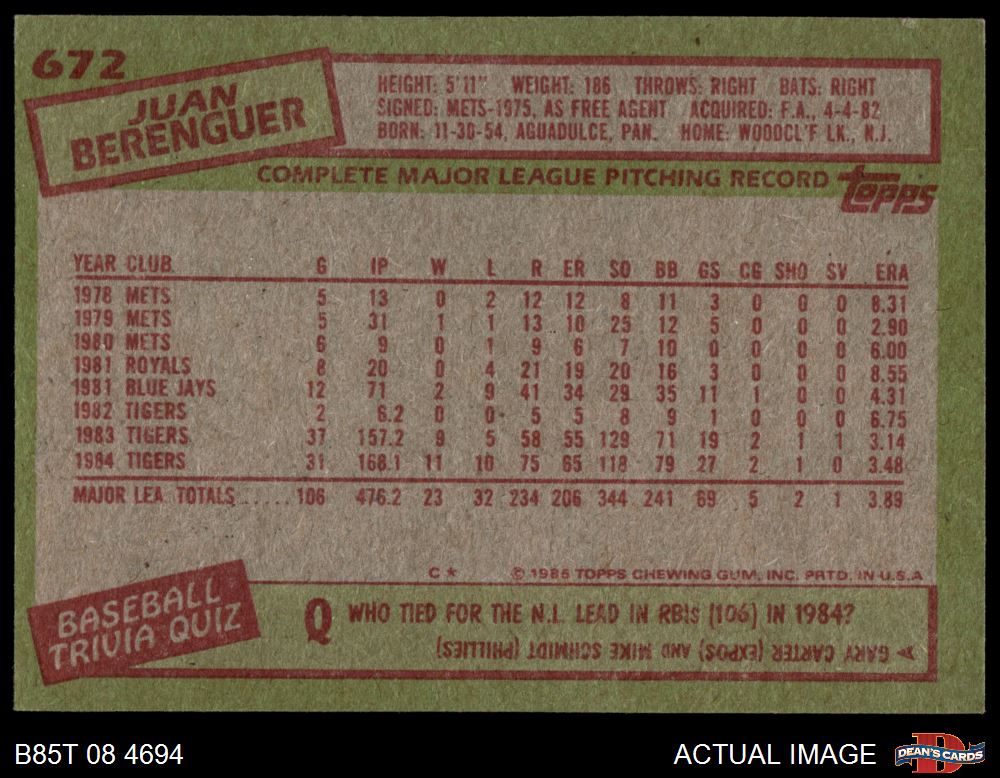 672
JUAN
BERENGUER
HEIGHT: 5'11" WEIGHT: 186 THROWS: RIGHT BATS: RIGHT
SIGNED: METS-1975, AS FREE AGENT ACQUIRED: F.A., 4-4-82
BORN: 11-30-54, AGUADULCE, PAN. HOME: WOODCL'F LK., N.J.
COMPLETE MAJOR LEAGUE PITCHING RECORD
TOPPS
YEAR CLUB G IP W L R ER SO BB GS CG SHO SV ERA
1978 METS 5 13 0 2 12 12 8 11 3 0 0 0 8.31
1979 METS 5 31 1 1 13 10 25 12 5 0 0 0 2.90
1980 METS 6 9 0 1 9 6 7 10 0 0 0 0 6.00
1981 ROYALS 8 20 0 4 21 19 20 16 3 0 0 0 8.55
1981 BLUE JAYS 12 71 2 9 41 34 29 35 11 1 0 0 4.31
1982 TIGERS 2 6.2 0 0 5 5 8 9 1 0 0 0 6.75
1983 TIGERS 37 157.2 9 5 58 55 129 71 19 2 1 1 3.14
1984 TIGERS 31 168.1 11 10 75 65 118 79 27 2 1 0 3.48
MAJOR LEA. TOTALS ..... 106 476.2 23 32 234 206 344 241 69 5 2 1 3.89
C* © 1985 TOPPS CHEWING GUM, INC. PRTD. IN U.S.A
BASEBALL
TRIVIA QUIZ
Q WHO TIED FOR THE N.L. LEAD IN RBIs (106) IN 1984?
A GARY CARTER (EXPOS) AND MIKE SCHMIDT (PHILLIES)
B85T 08 4694
ACTUAL IMAGE
D
DEAN'S CARDS